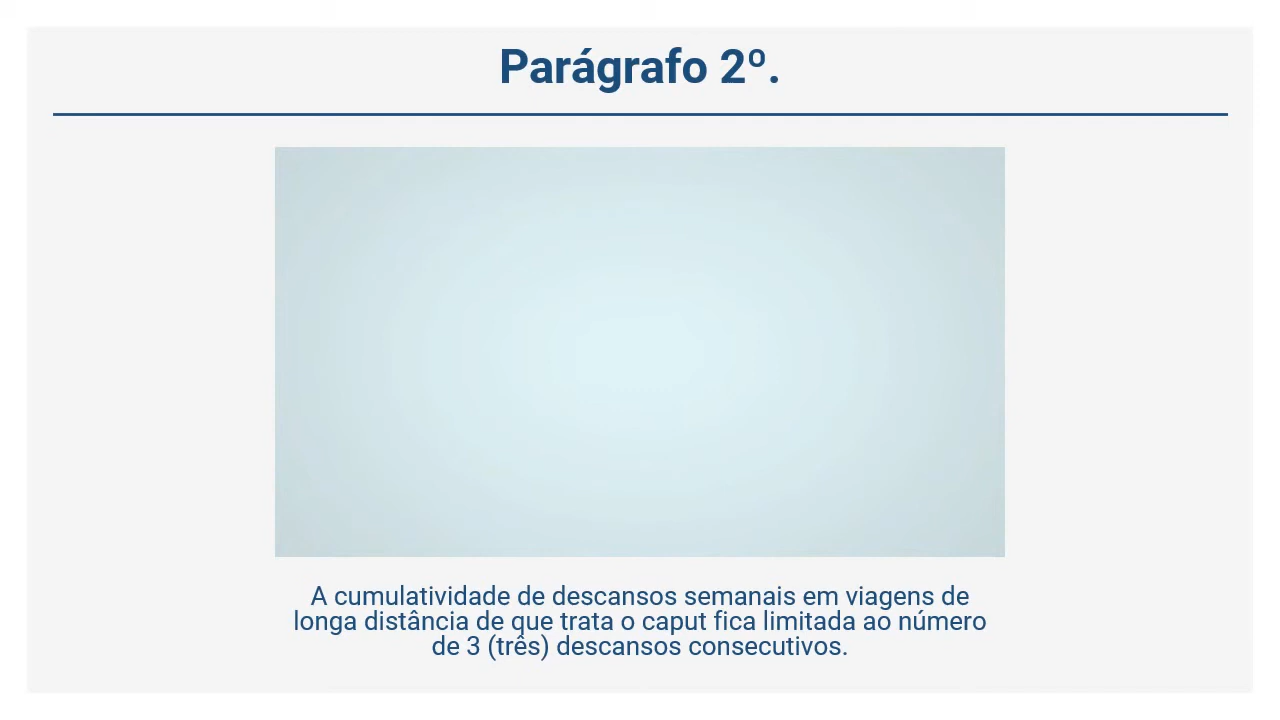 Parágrafo 2º.
A cumulatividade de descansos semanais em viagens de
longa distância de que trata o caput fica limitada ao número
de 3 (três) descansos consecutivos.